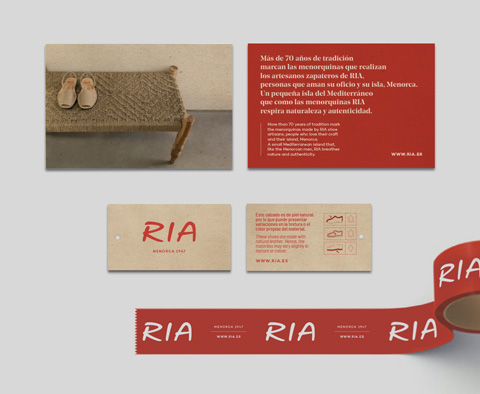 Más de 70 años de tradición
marcan las menorquinas que realizan
los artesanos zapateros de RIA,
personas que aman su oficio y su isla, Menorca.
Un pequeña isla del Mediterráneo
que como las menorquinas RIA
respira naturaleza y autenticidad.
More than 70 years of tradition mark
the menorquinas made by RIA shoe
artisans, people who love their craft
and their island, Menorca.
A small Mediterranean island that,
like the Menorcan men, RIA breathes
nature and authenticity.
WWW.RIA.ES
RIA
MENORCA 1947
Este calzado es de piel natural,
por lo que puede presentar
variaciones en la textura o el
color propias del material.
These shoes are made with
natural leather. Hence, the
materials may vary slightly in
texture or colour.
WWW.RIA.ES
RIA
RIA
MENORCA 1947
WWW.RIA.ES
RIA
MENORCA 1947
WWW.RIA.ES
RIA